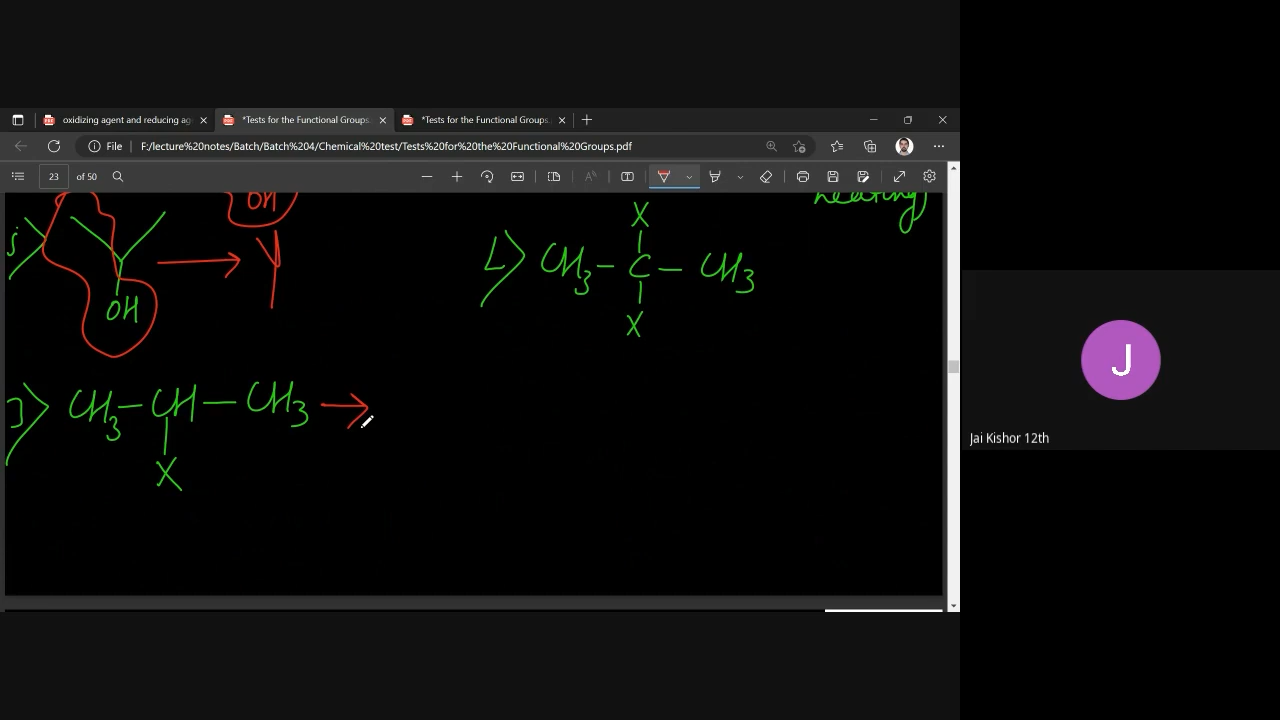 oxidizing agent and reducing ag
*Tests for the Functional Groups
*Tests for the Functional Groups.
File
F:/lecture%20notes/Batch/Batch%204/Chemical%20test/Tests%20for%20the%20Functional%20Groups.pdf
23 of 50
OH
heating
X
L> CH3 - C - CH3
X
OH
J> CH3 - CH - CH3 →
X
J
Jai Kishor 12th